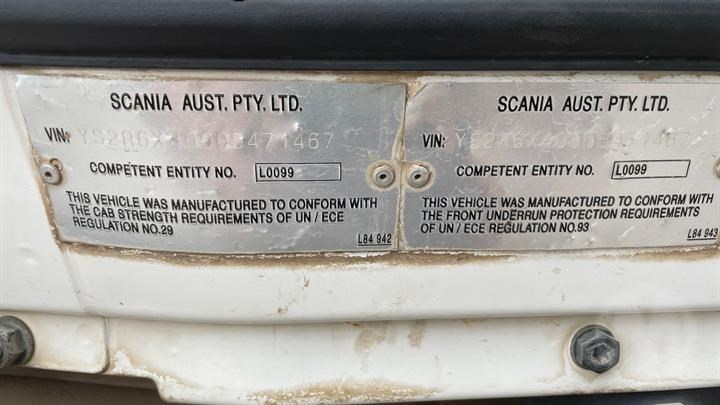 SCANIA AUST. PTY. LTD.
VIN: YS2R6X40005471467
COMPETENT ENTITY NO. L0099
THIS VEHICLE WAS MANUFACTURED TO CONFORM WITH
THE CAB STRENGTH REQUIREMENTS OF UN / ECE
REGULATION NO.29
L84 942
SCANIA AUST. PTY. LTD.
VIN: YS2R6X40005471467
COMPETENT ENTITY NO. L0099
THIS VEHICLE WAS MANUFACTURED TO CONFORM WITH
THE FRONT UNDERRUN PROTECTION REQUIREMENTS
OF UN / ECE REGULATION NO.93
L84 943